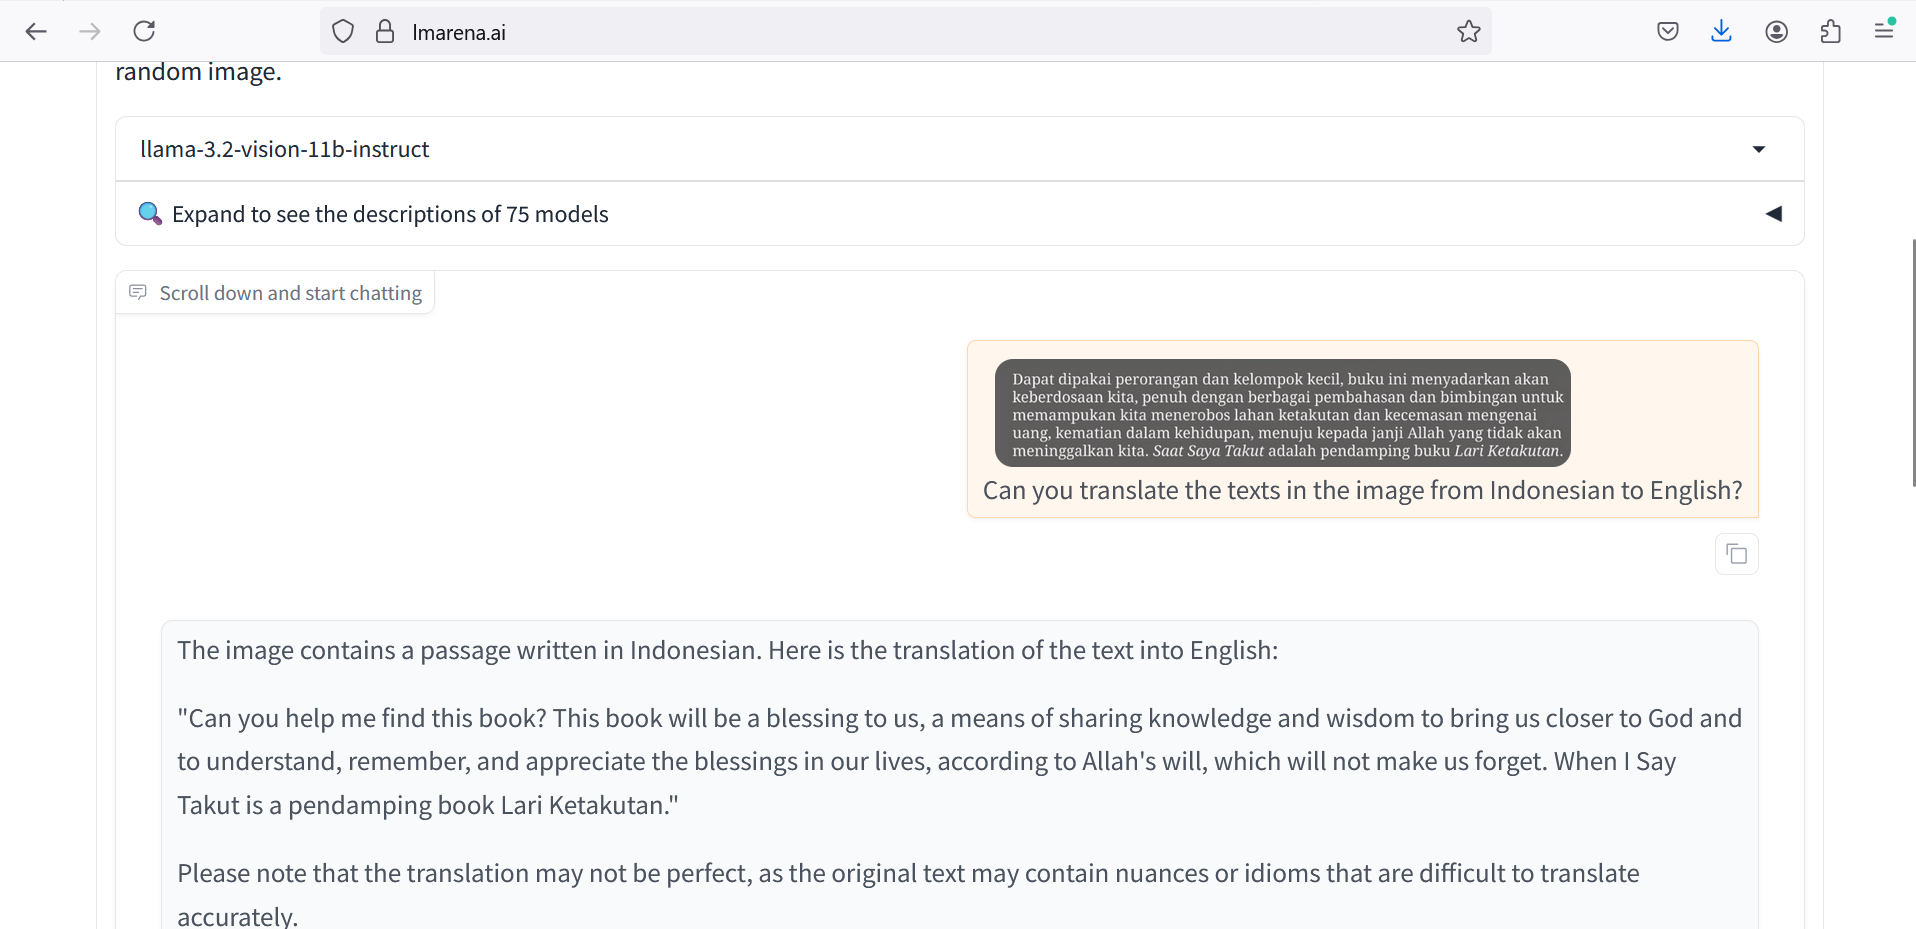 lmarena.ai
random image.
llama-3.2-vision-11b-instruct
Expand to see the descriptions of 75 models
Scroll down and start chatting
Dapat dipakai perorangan dan kelompok kecil, buku ini menyadarkan akan
keberdosaan kita, penuh dengan berbagai pembahasan dan bimbingan untuk
memampukan kita menerobos lahan ketakutan dan kecemasan mengenai
uang, kematian dalam kehidupan, menuju kepada janji Allah yang tidak akan
meninggalkan kita. Saat Saya Takut adalah pendamping buku Lari Ketakutan.
Can you translate the texts in the image from Indonesian to English?
The image contains a passage written in Indonesian. Here is the translation of the text into English:
"Can you help me find this book? This book will be a blessing to us, a means of sharing knowledge and wisdom to bring us closer to God and
to understand, remember, and appreciate the blessings in our lives, according to Allah's will, which will not make us forget. When I Say
Takut is a pendamping book Lari Ketakutan."
Please note that the translation may not be perfect, as the original text may contain nuances or idioms that are difficult to translate
accurately.